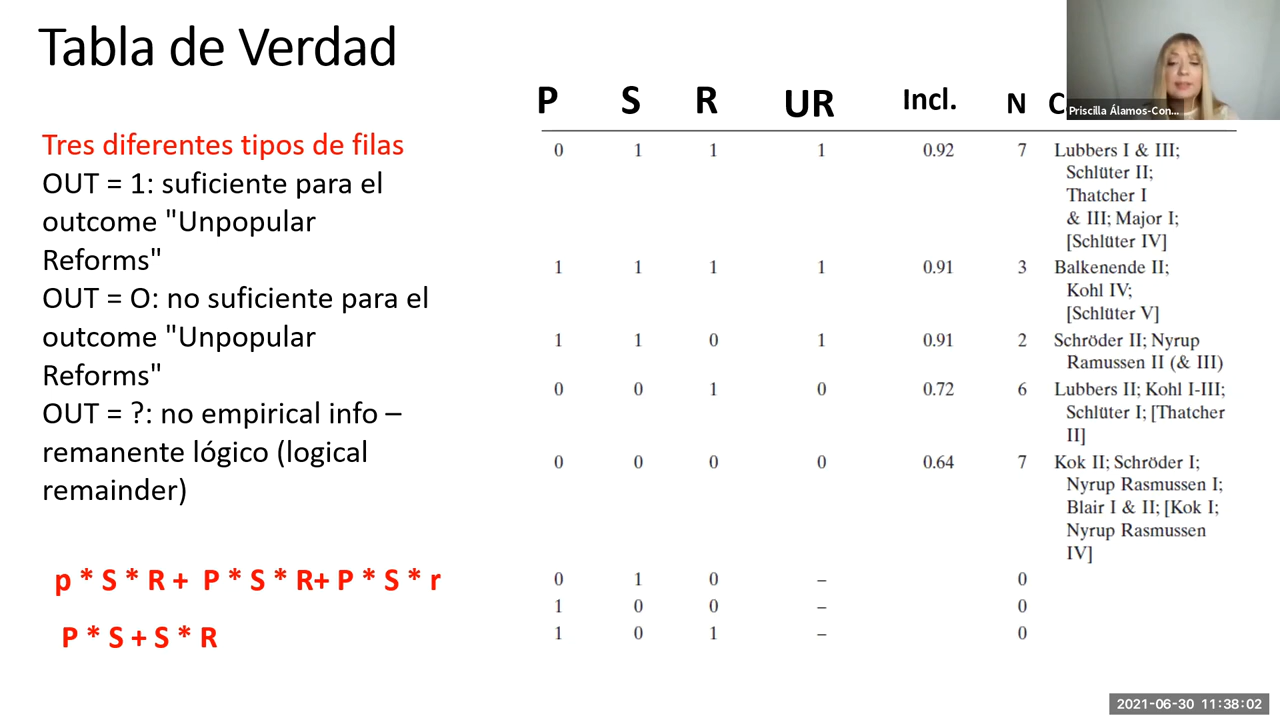 Tabla de Verdad
Tres diferentes tipos de filas
OUT = 1: suficiente para el
outcome "Unpopular
Reforms"
OUT = O: no suficiente para el
outcome "Unpopular
Reforms"
OUT = ?: no empirical info –
remanente lógico (logical
remainder)
p * S * R + P * S * R+ P * S * r
P * S + S * R
P S R UR Incl. N C
0 1 1 1 0.92 7 Lubbers I & III;
Schlüter II;
Thatcher I
& III; Major I;
[Schlüter IV]
1 1 1 1 0.91 3 Balkenende II;
Kohl IV;
[Schlüter V]
1 1 0 1 0.91 2 Schröder II; Nyrup
Ramussen II (& III)
0 0 1 0 0.72 6 Lubbers II; Kohl I-III;
Schlüter I; [Thatcher
II]
0 0 0 0 0.64 7 Kok II; Schröder I;
Nyrup Rasmussen I;
Blair I & II; [Kok I;
Nyrup Rasmussen
IV]
0 1 0 – 0
1 0 0 – 0
1 0 1 – 0
Priscilla Álamos-Con...
2021-06-30 11:38:02